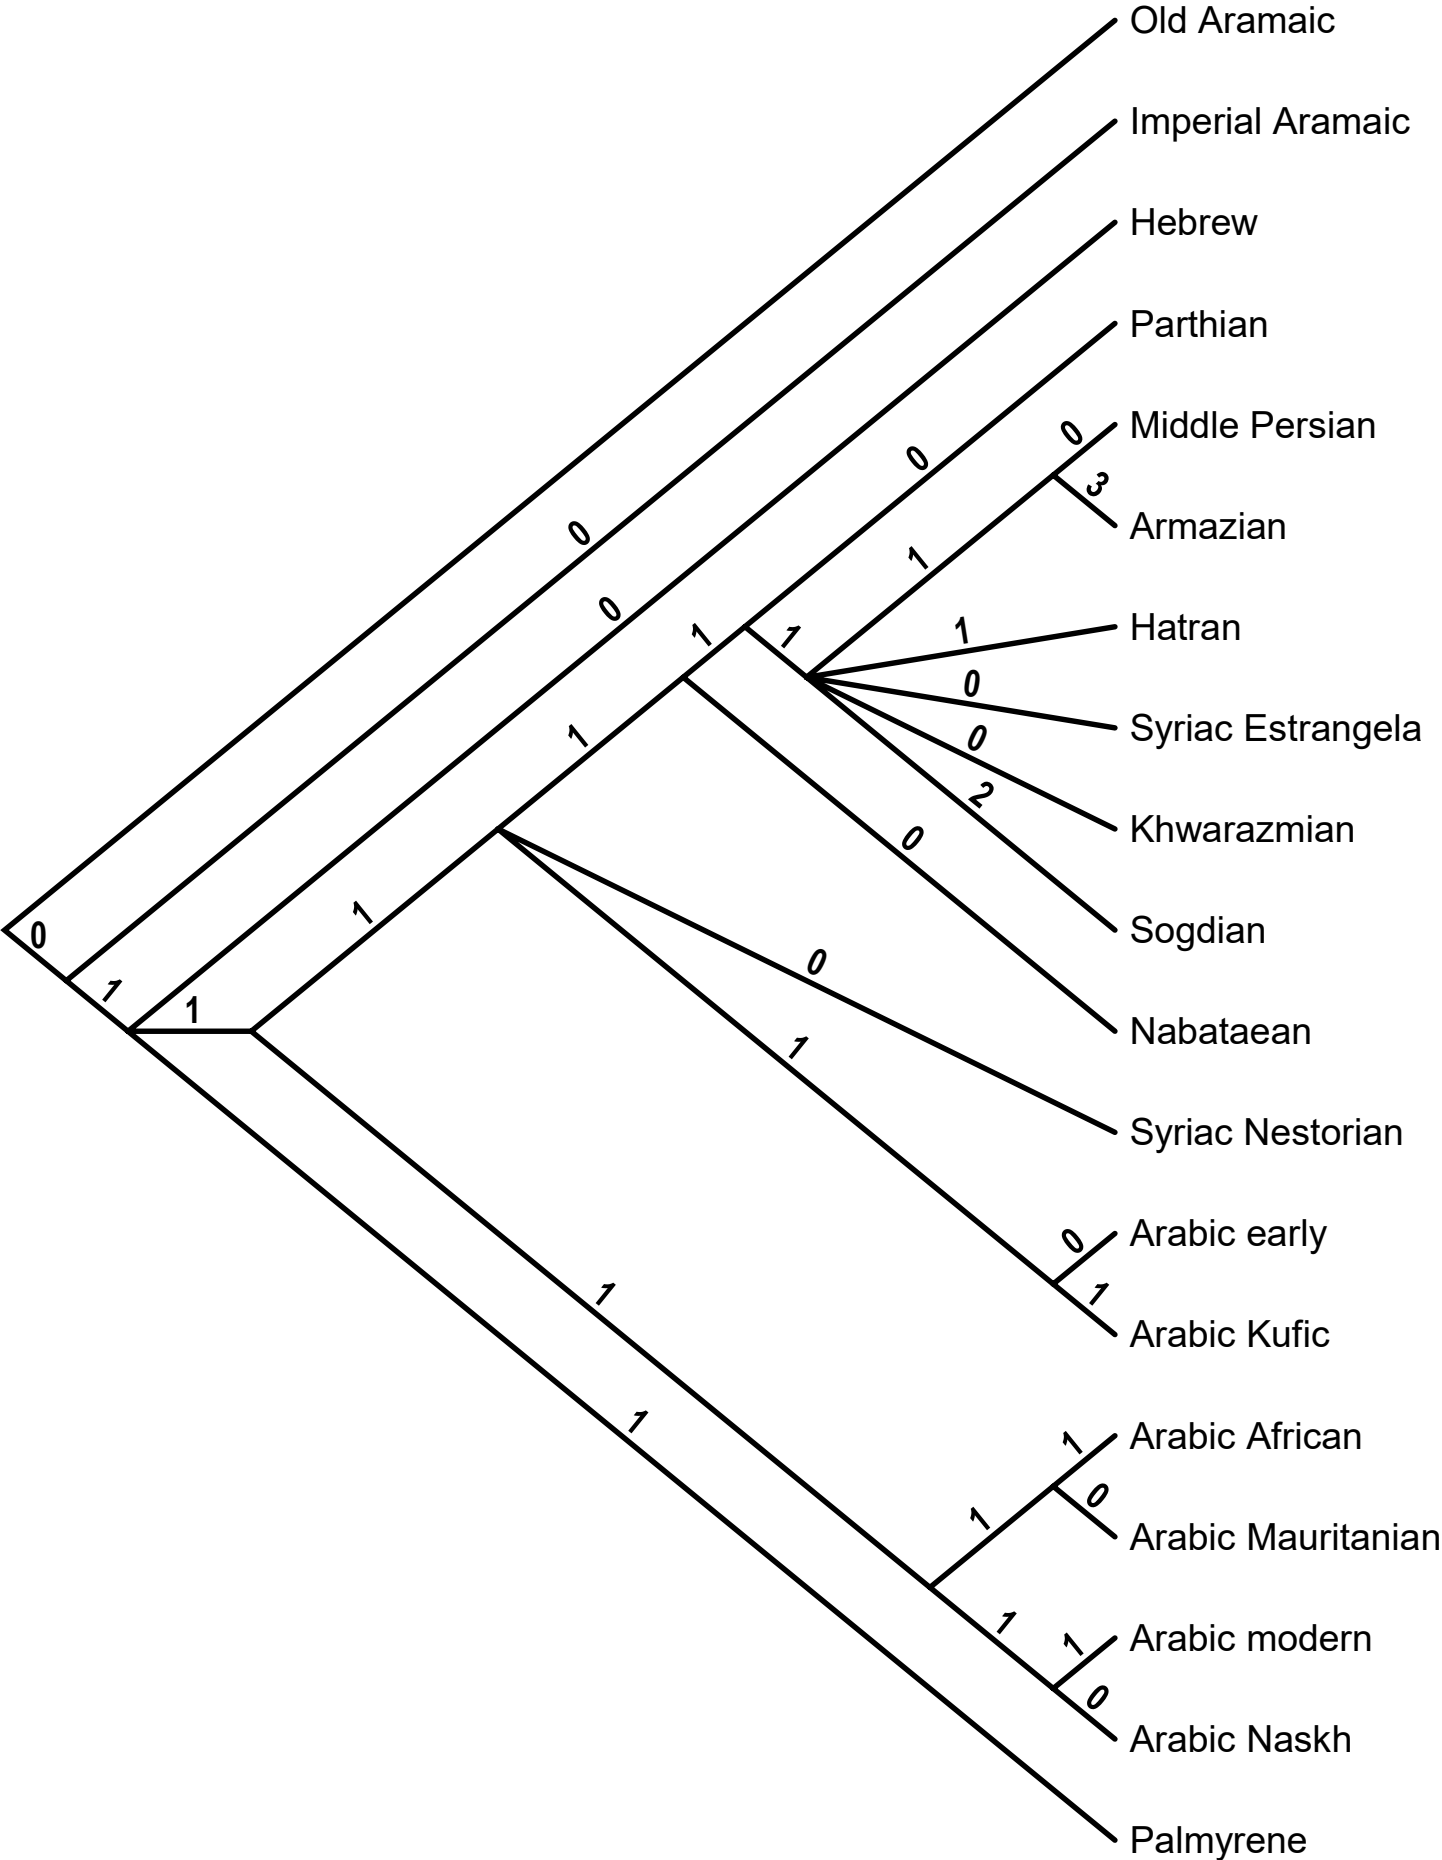 Old Aramaic
Imperial Aramaic
Hebrew
Parthian
0
Middle Persian
0
3
Armazian
0
1
0
1
1
1
Hatran
0
Syriac Estrangela
1
0
Khwarazmian
2
0
1
Sogdian
0
0
1
1
Nabataean
1
Syriac Nestorian
0
Arabic early
1
1
Arabic Kufic
1
1
Arabic African
1
0
Arabic Mauritanian
1
1
Arabic modern
0
Arabic Naskh
Palmyrene